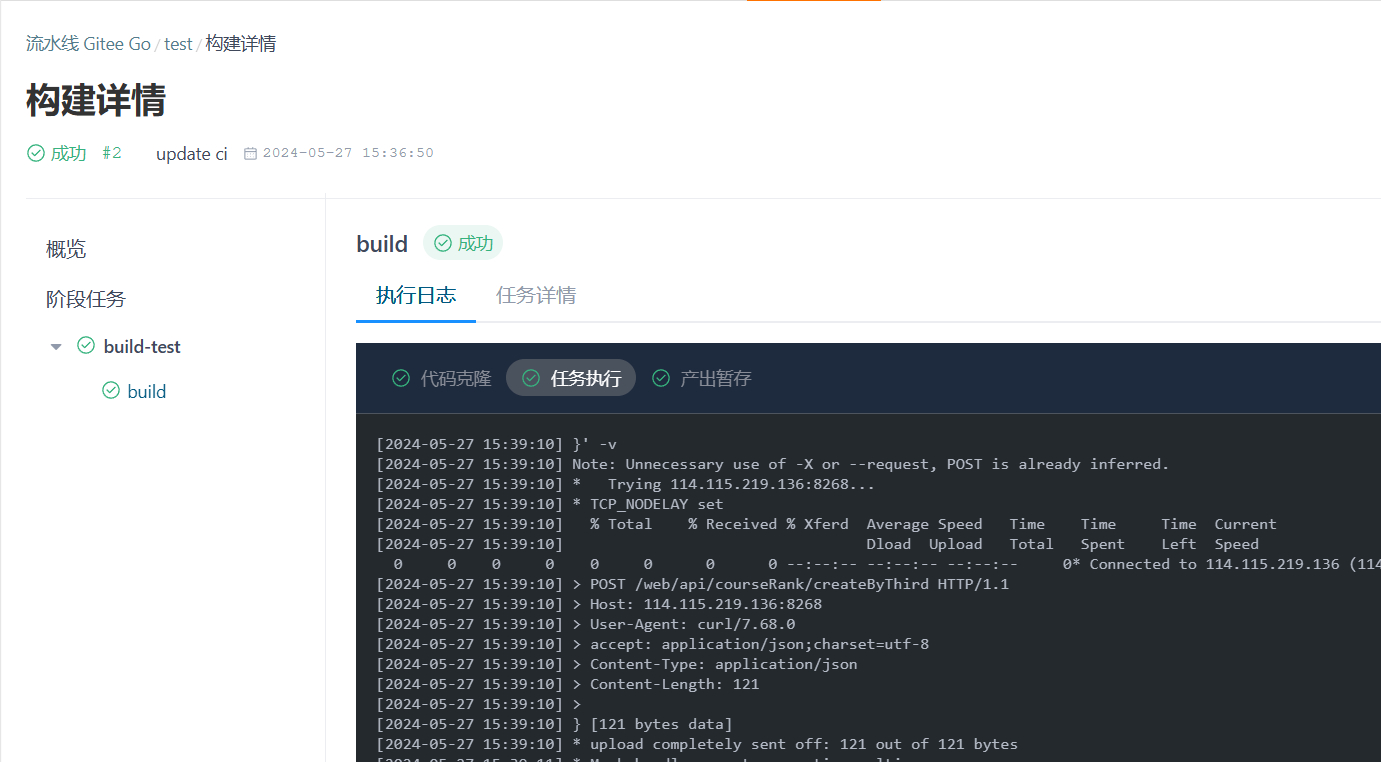 流水线 Gitee Go / test / 构建详情
构建详情
成功 #2 update ci 2024-05-27 15:36:50
概览
阶段任务
build-test
build
build 成功
执行日志 任务详情
代码克隆 任务执行 产出暂存
[2024-05-27 15:39:10] }' -v
[2024-05-27 15:39:10] Note: Unnecessary use of -X or --request, POST is already inferred.
[2024-05-27 15:39:10] *   Trying 114.115.219.136:8268...
[2024-05-27 15:39:10] * TCP_NODELAY set
[2024-05-27 15:39:10]   % Total    % Received % Xferd  Average Speed   Time    Time     Time  Current
[2024-05-27 15:39:10]                                  Dload  Upload   Total   Spent    Left  Speed
0     0    0     0    0     0      0      0 --:--:-- --:--:-- --:--:--     0* Connected to 114.115.219.136 (114
[2024-05-27 15:39:10] > POST /web/api/courseRank/createByThird HTTP/1.1
[2024-05-27 15:39:10] > Host: 114.115.219.136:8268
[2024-05-27 15:39:10] > User-Agent: curl/7.68.0
[2024-05-27 15:39:10] > accept: application/json;charset=utf-8
[2024-05-27 15:39:10] > Content-Type: application/json
[2024-05-27 15:39:10] > Content-Length: 121
[2024-05-27 15:39:10] >
[2024-05-27 15:39:10] } [121 bytes data]
[2024-05-27 15:39:10] * upload completely sent off: 121 out of 121 bytes